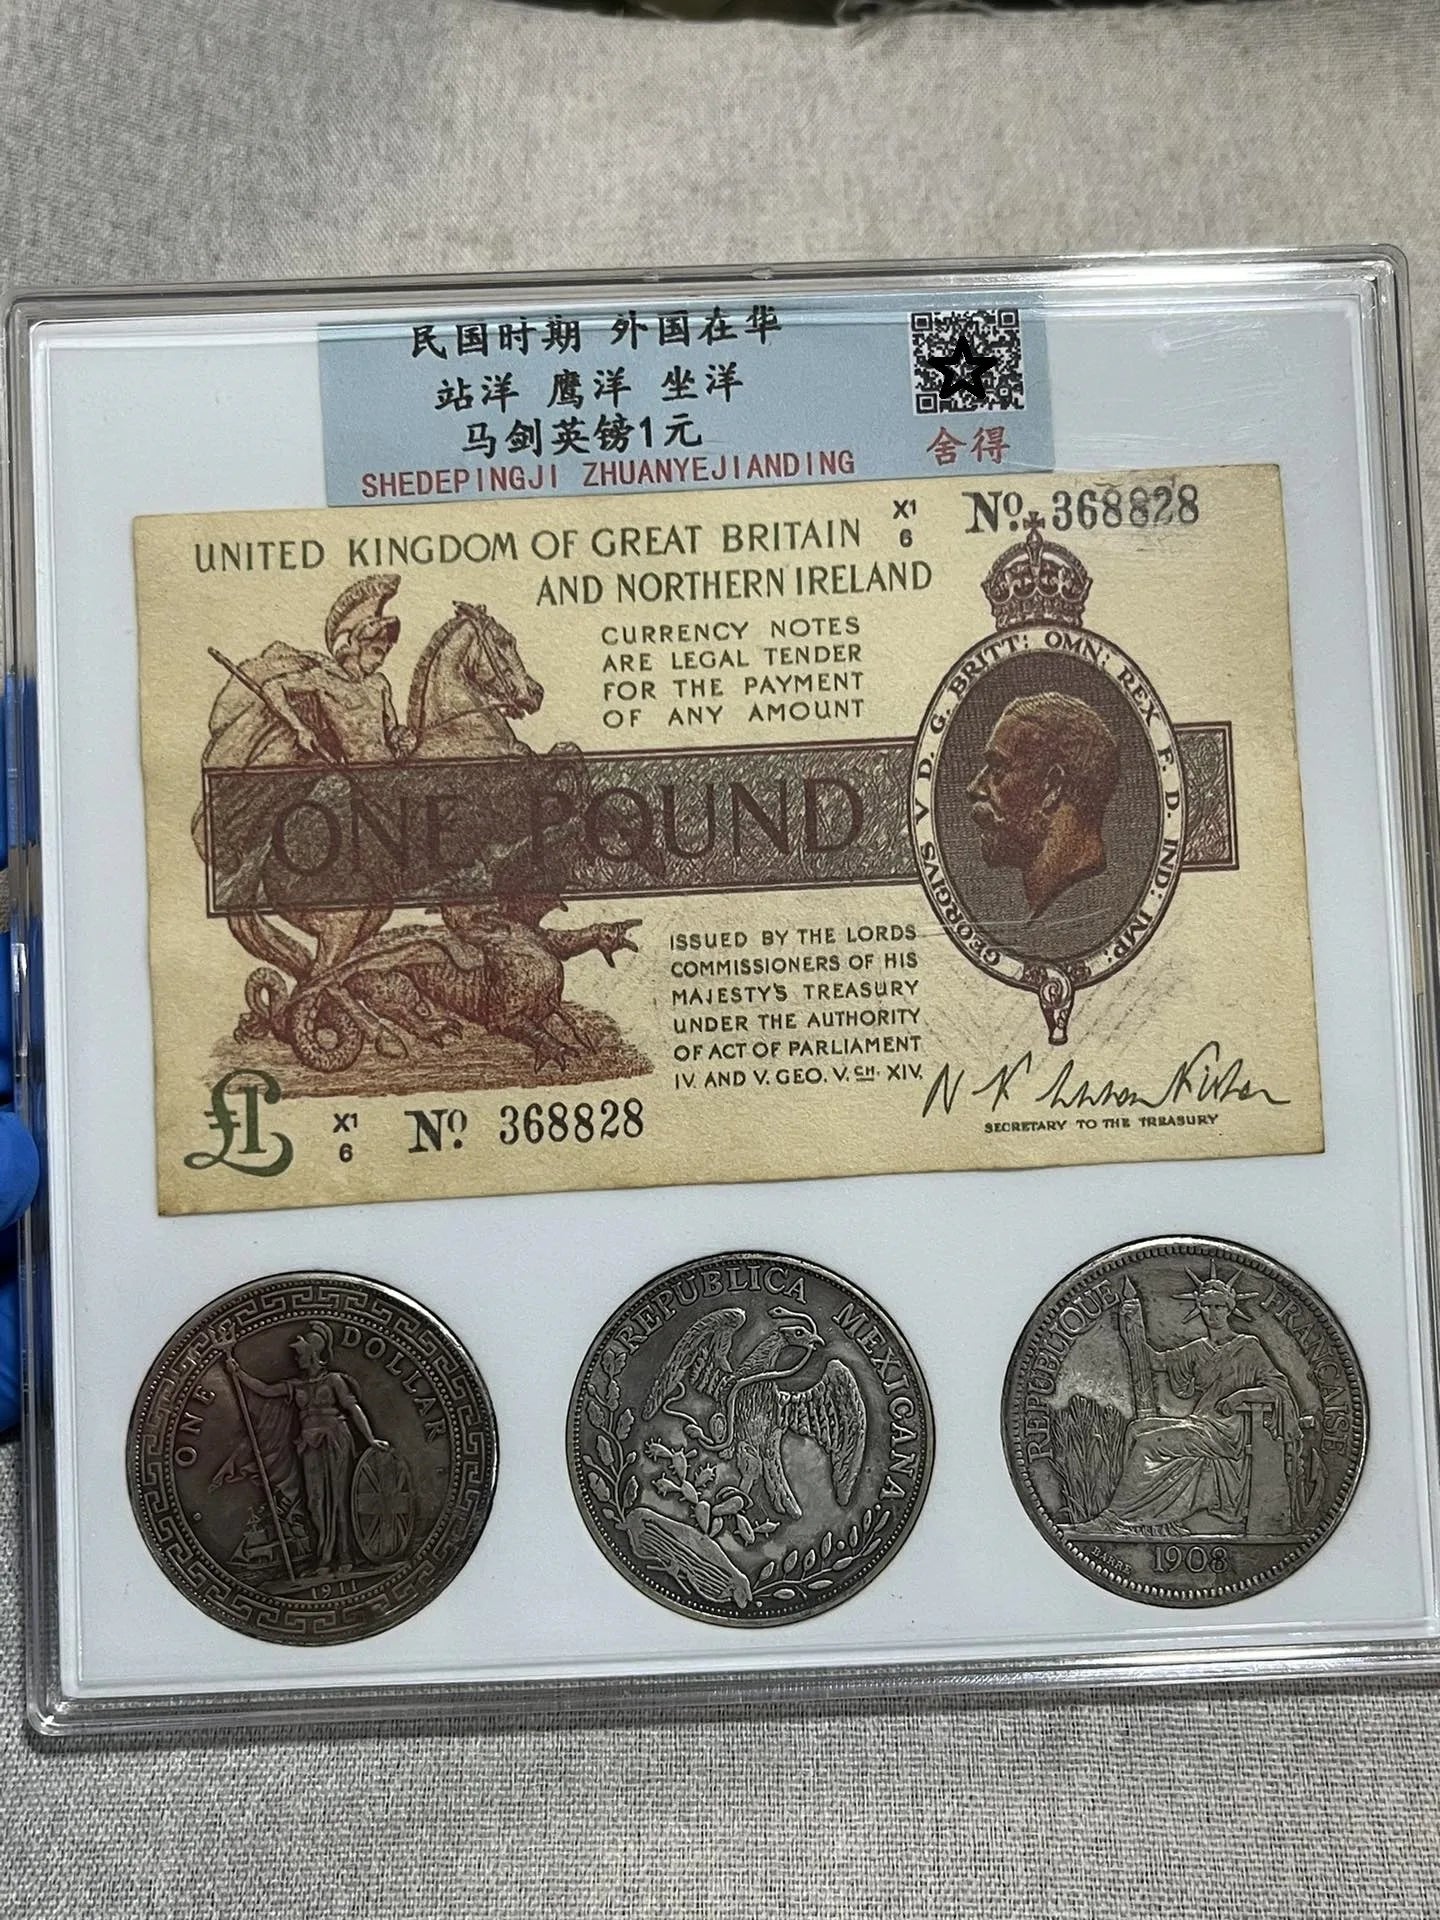 民国时期 外国在华
站洋 鹰洋 坐洋
马剑英镑1元
SHEDEPINGJI ZHUANYEJIANDING
舍得
UNITED KINGDOM OF GREAT BRITAIN
AND NORTHERN IRELAND
X1
6
No. 368828
CURRENCY NOTES
ARE LEGAL TENDER
FOR THE PAYMENT
OF ANY AMOUNT
GEORGIVS V D. G. BRITT: OMN: REX F. D. IND: IMP:
ONE POUND
ISSUED BY THE LORDS
COMMISSIONERS OF HIS
MAJESTY'S TREASURY
UNDER THE AUTHORITY
OF ACT OF PARLIAMENT
IV. AND V. GEO. V. CH. XIV.
£1
X1
6
No 368828
SECRETARY TO THE TREASURY
ONE DOLLAR
1911
REPUBLICA MEXICANA.
REPUBLIQUE FRANÇAISE
BARRE
1908